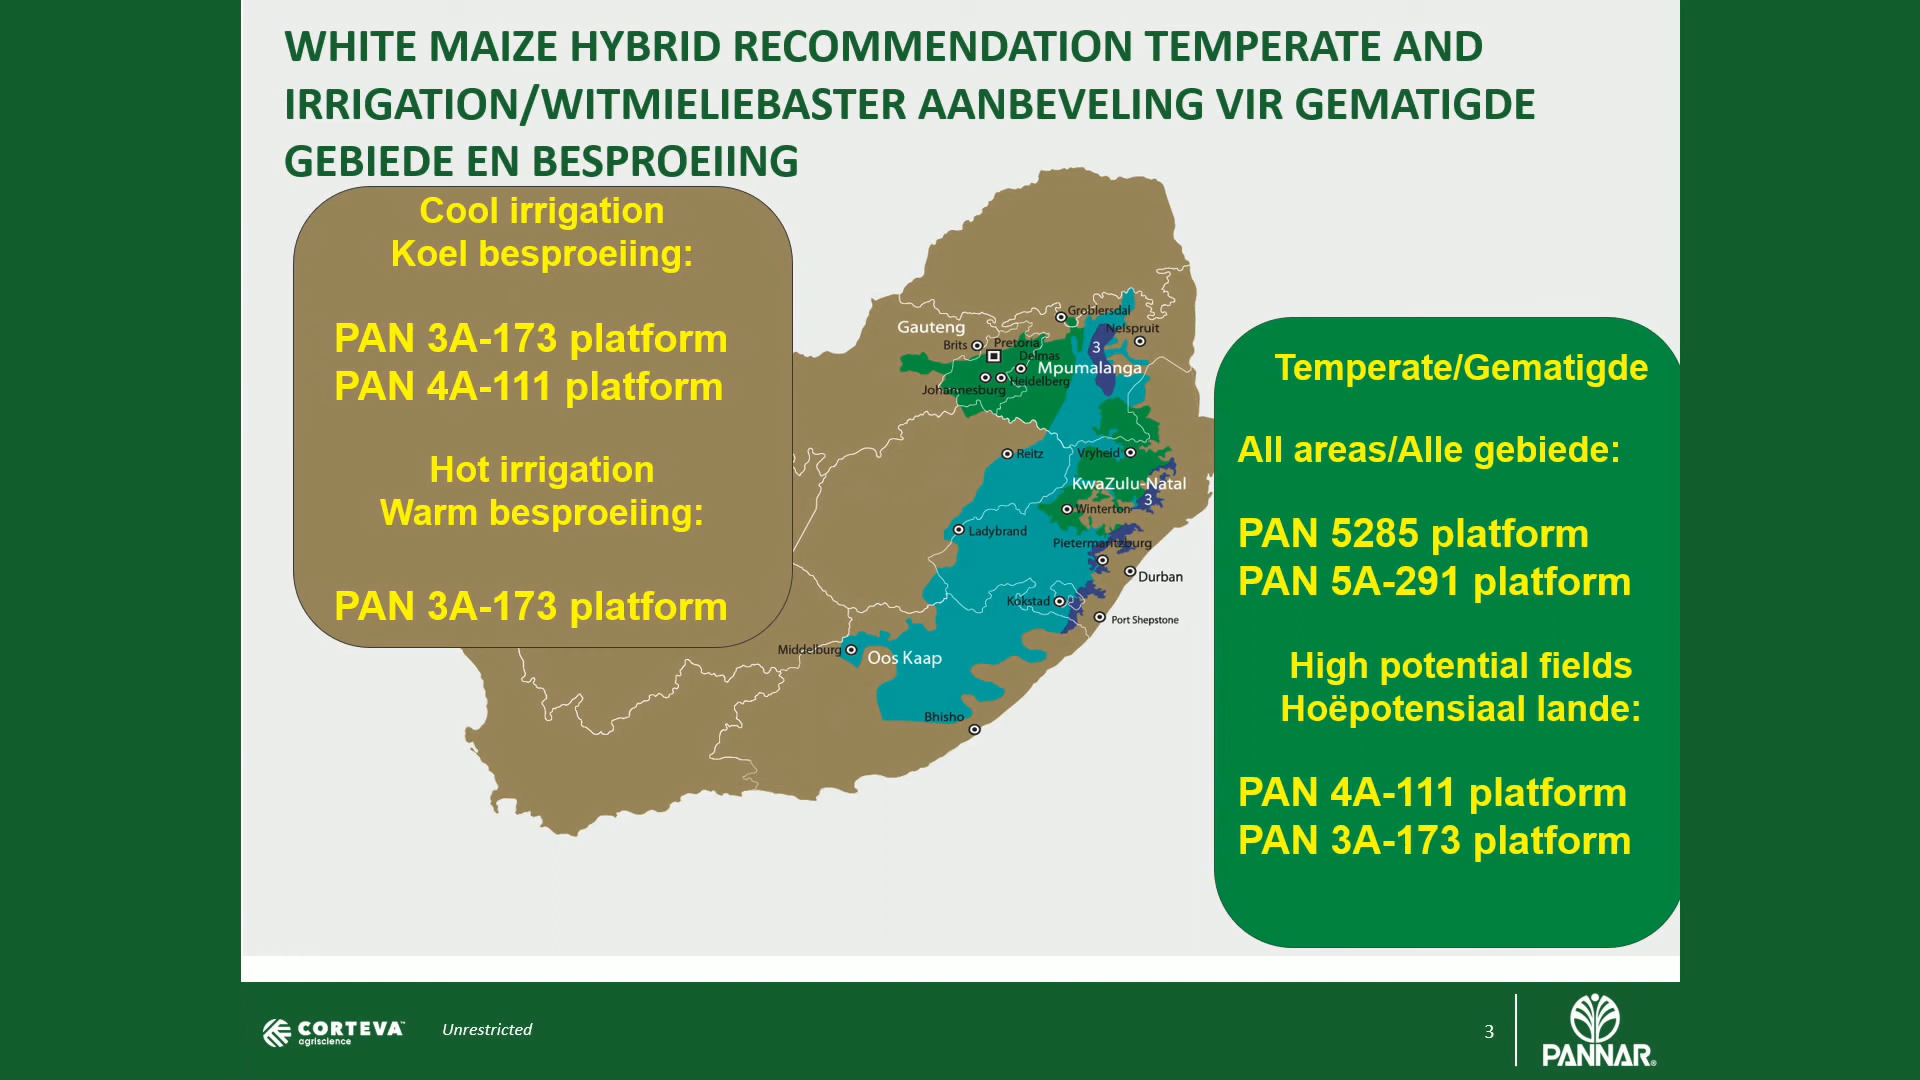 WHITE MAIZE HYBRID RECOMMENDATION TEMPERATE AND
IRRIGATION/WITMIELIEBASTER AANBEVELING VIR GEMATIGDE
GEBIEDE EN BESPROEIING
Cool irrigation
Koel besproeiing:
PAN 3A-173 platform
PAN 4A-111 platform
Hot irrigation
Warm besproeiing:
PAN 3A-173 platform
Groblersdal
Gauteng
Nelspruit
Brits
Pretoria
3
Delmas
Mpumalanga
Heidelberg
Johannesburg
Reitz
Vryheid
KwaZulu-Natal
3
Winterton
Ladybrand
Pietermaritzburg
Durban
Kokstad
Port Shepstone
Middelburg
Oos Kaap
Bhisho
Temperate/Gematigde
All areas/Alle gebiede:
PAN 5285 platform
PAN 5A-291 platform
High potential fields
Hoëpotensiaal lande:
PAN 4A-111 platform
PAN 3A-173 platform
CORTEVA™
agriscience
Unrestricted
3
PANNAR®